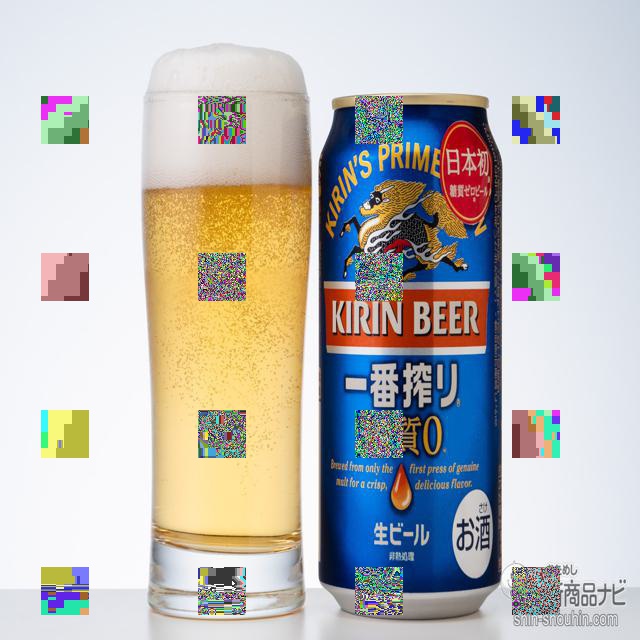 KIRIN'S PRIME
日本初
糖質ゼロビール
KIRIN BEER
一番搾り
質0
Brewed from only the first press of genuine
malt for a crisp, delicious flavor.
生ビール
非熱処理
さけ
お酒
商品ナビ
shin-shouhin.com